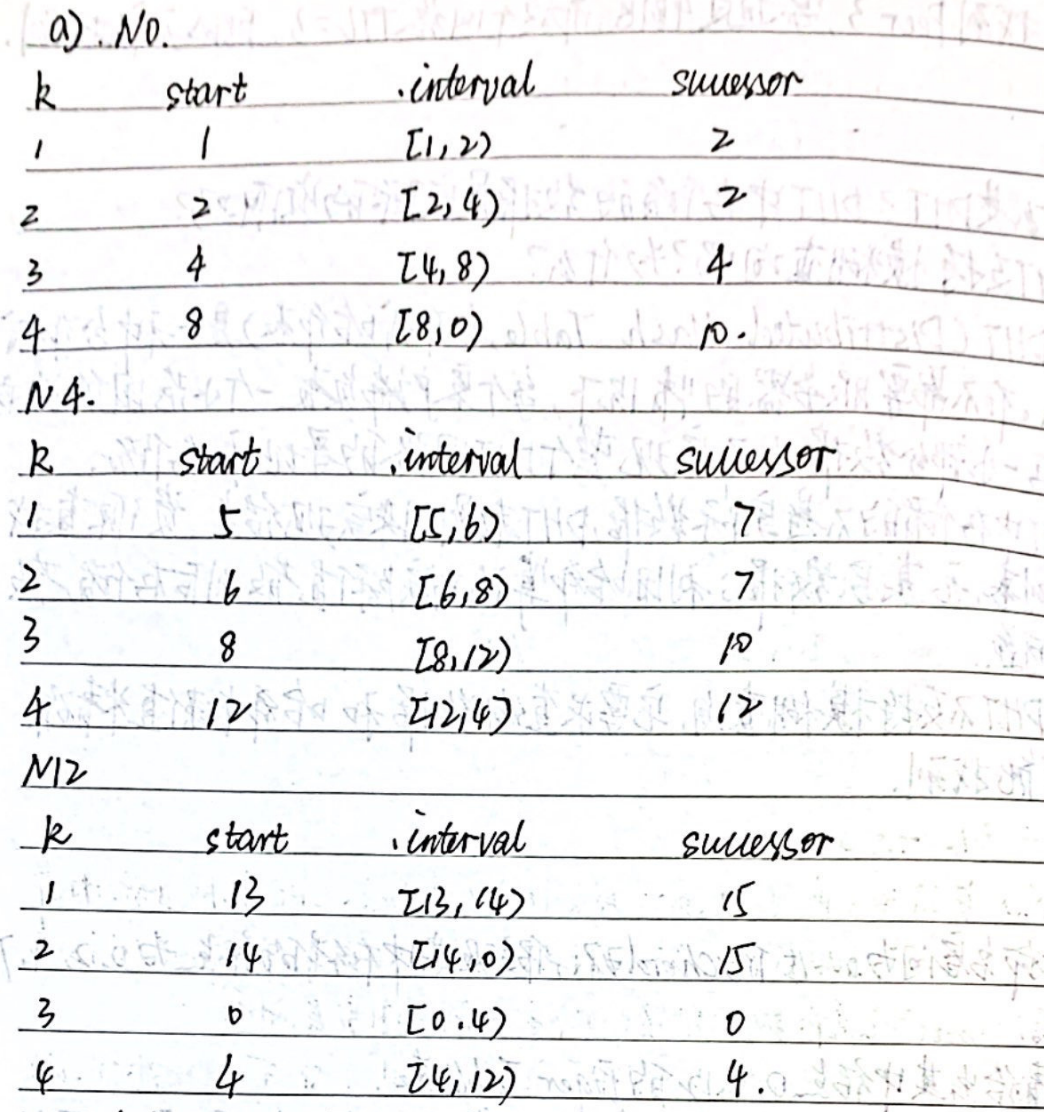 a). N0.
k start .interval successor
1 1 [1,2) 2
2 2 [2,4) 2
3 4 [4,8) 4
4 8 [8,0) 10.
N4.
k start .interval successor
1 5 [5,6) 7
2 6 [6,8) 7
3 8 [8,12) 10
4 12 [12,4) 12
N12
k start .interval successor
1 13 [13,14) 15
2 14 [14,0) 15
3 0 [0.4) 0
4 4 [4,12) 4.